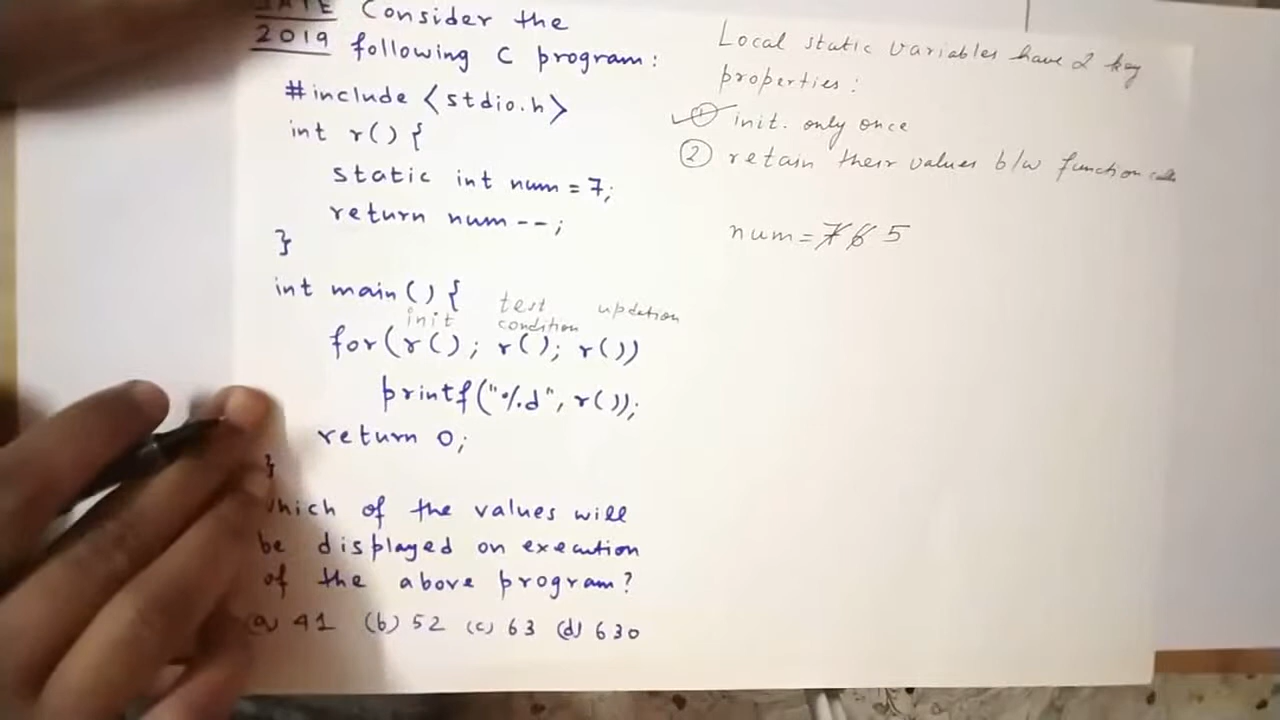 Consider the
2019 following C program:
#include <stdio.h>
int r() {
static int num = 7;
return num --;
}
int main() {
init test condition updation
for(r(); r(); r())
printf("%d", r());
return 0;
}
which of the values will
be displayed on execution
of the above program?
(a) 41 (b) 52 (c) 63 (d) 630
Local static variables have 2 key
properties:
① init. only once
② retain their values b/w function
num = 7 6 5